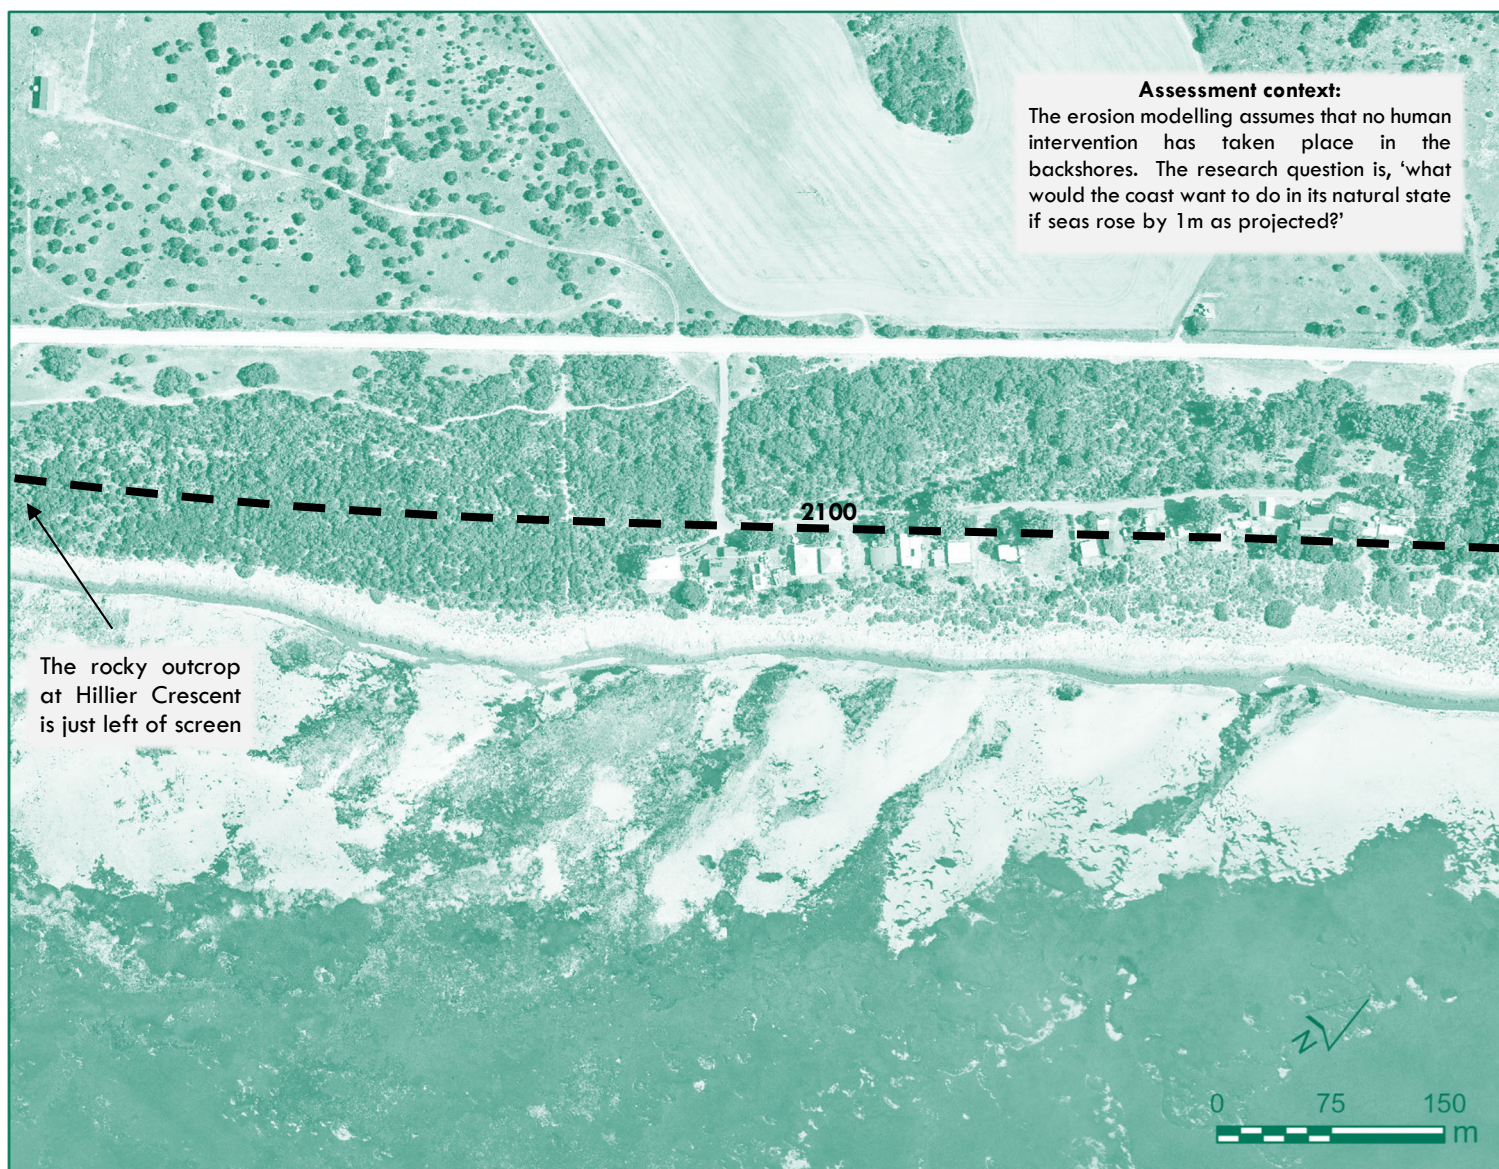 Assessment context:
The erosion modelling assumes that no human
intervention has taken place in the
backshores. The research question is, ‘what
would the coast want to do in its natural state
if seas rose by 1m as projected?’
2100
The rocky outcrop
at Hillier Crescent
is just left of screen
N
0 75 150
m